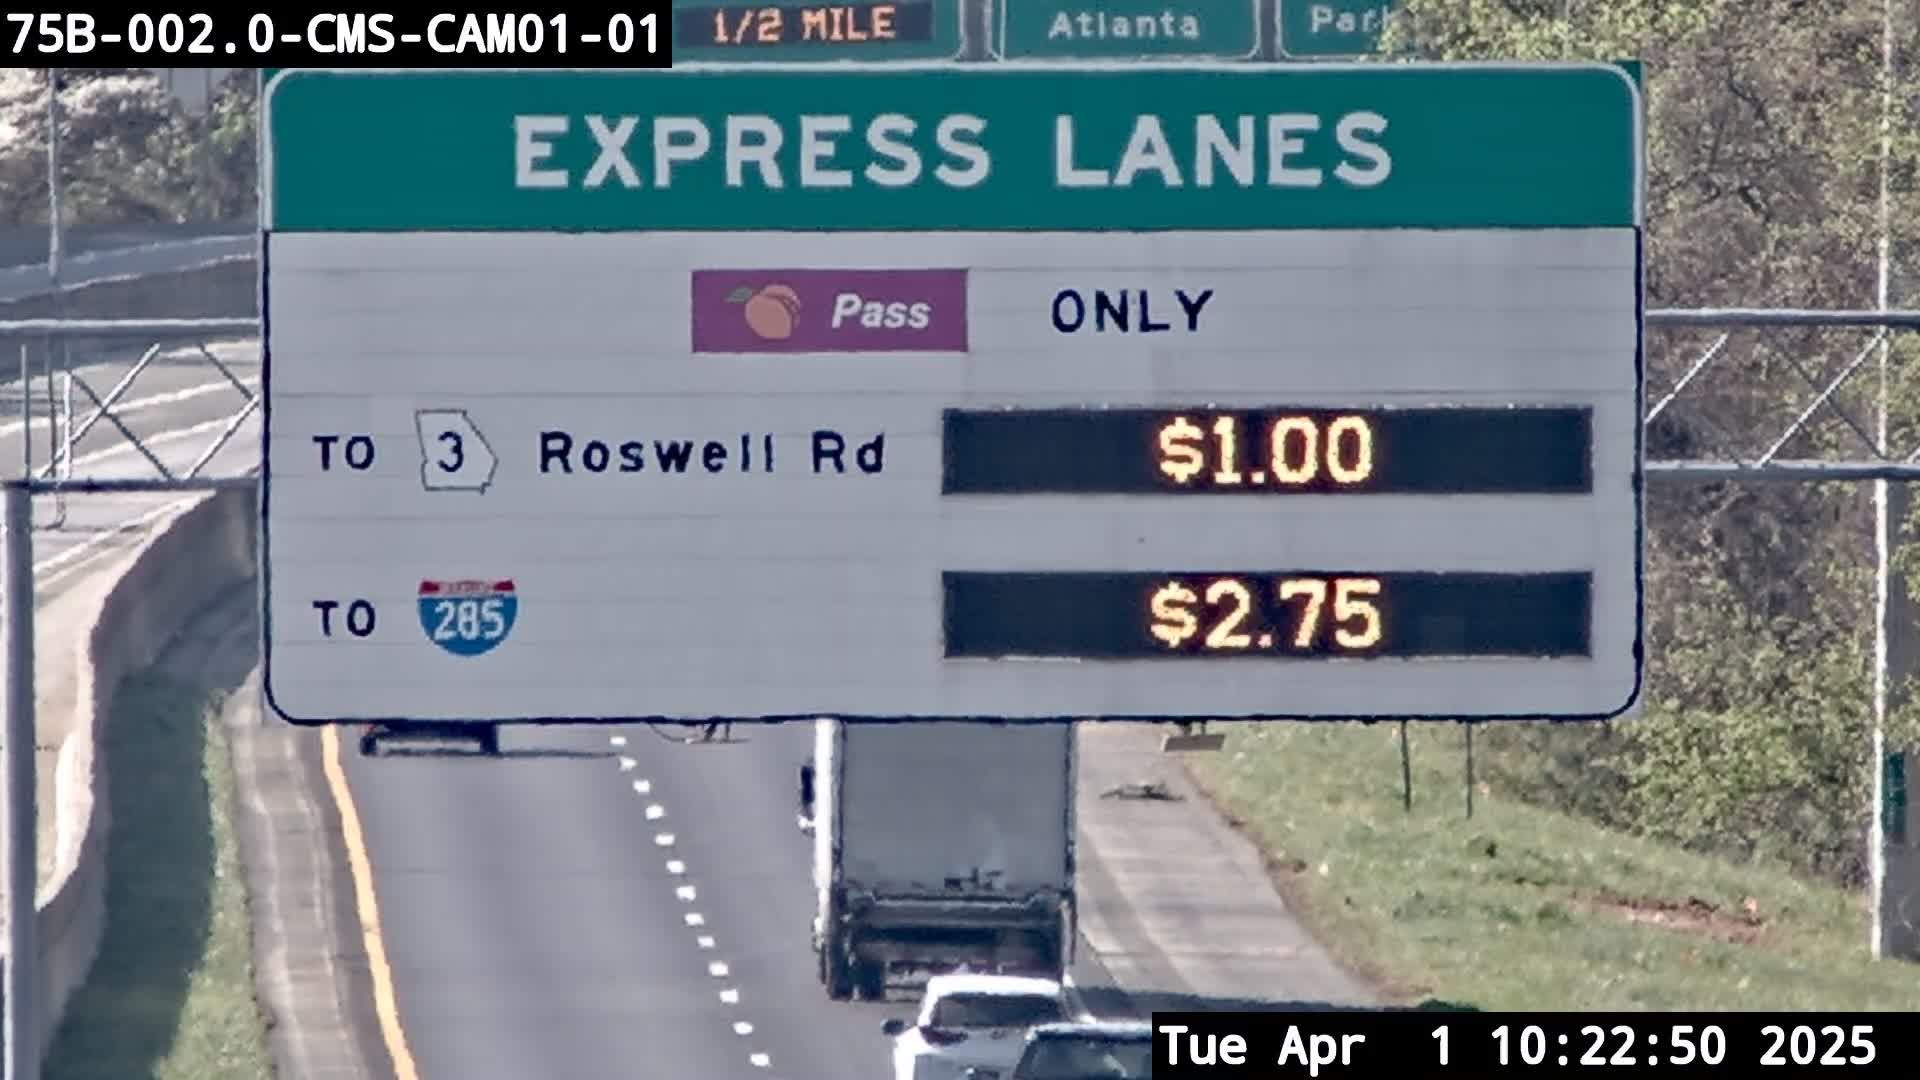 75B-002.0-CMS-CAM01-01
1/2 MILE
Atlanta
EXPRESS LANES
Pass ONLY
TO 3 Roswell Rd $1.00
TO 285 $2.75
Tue Apr 1 10:22:50 2025